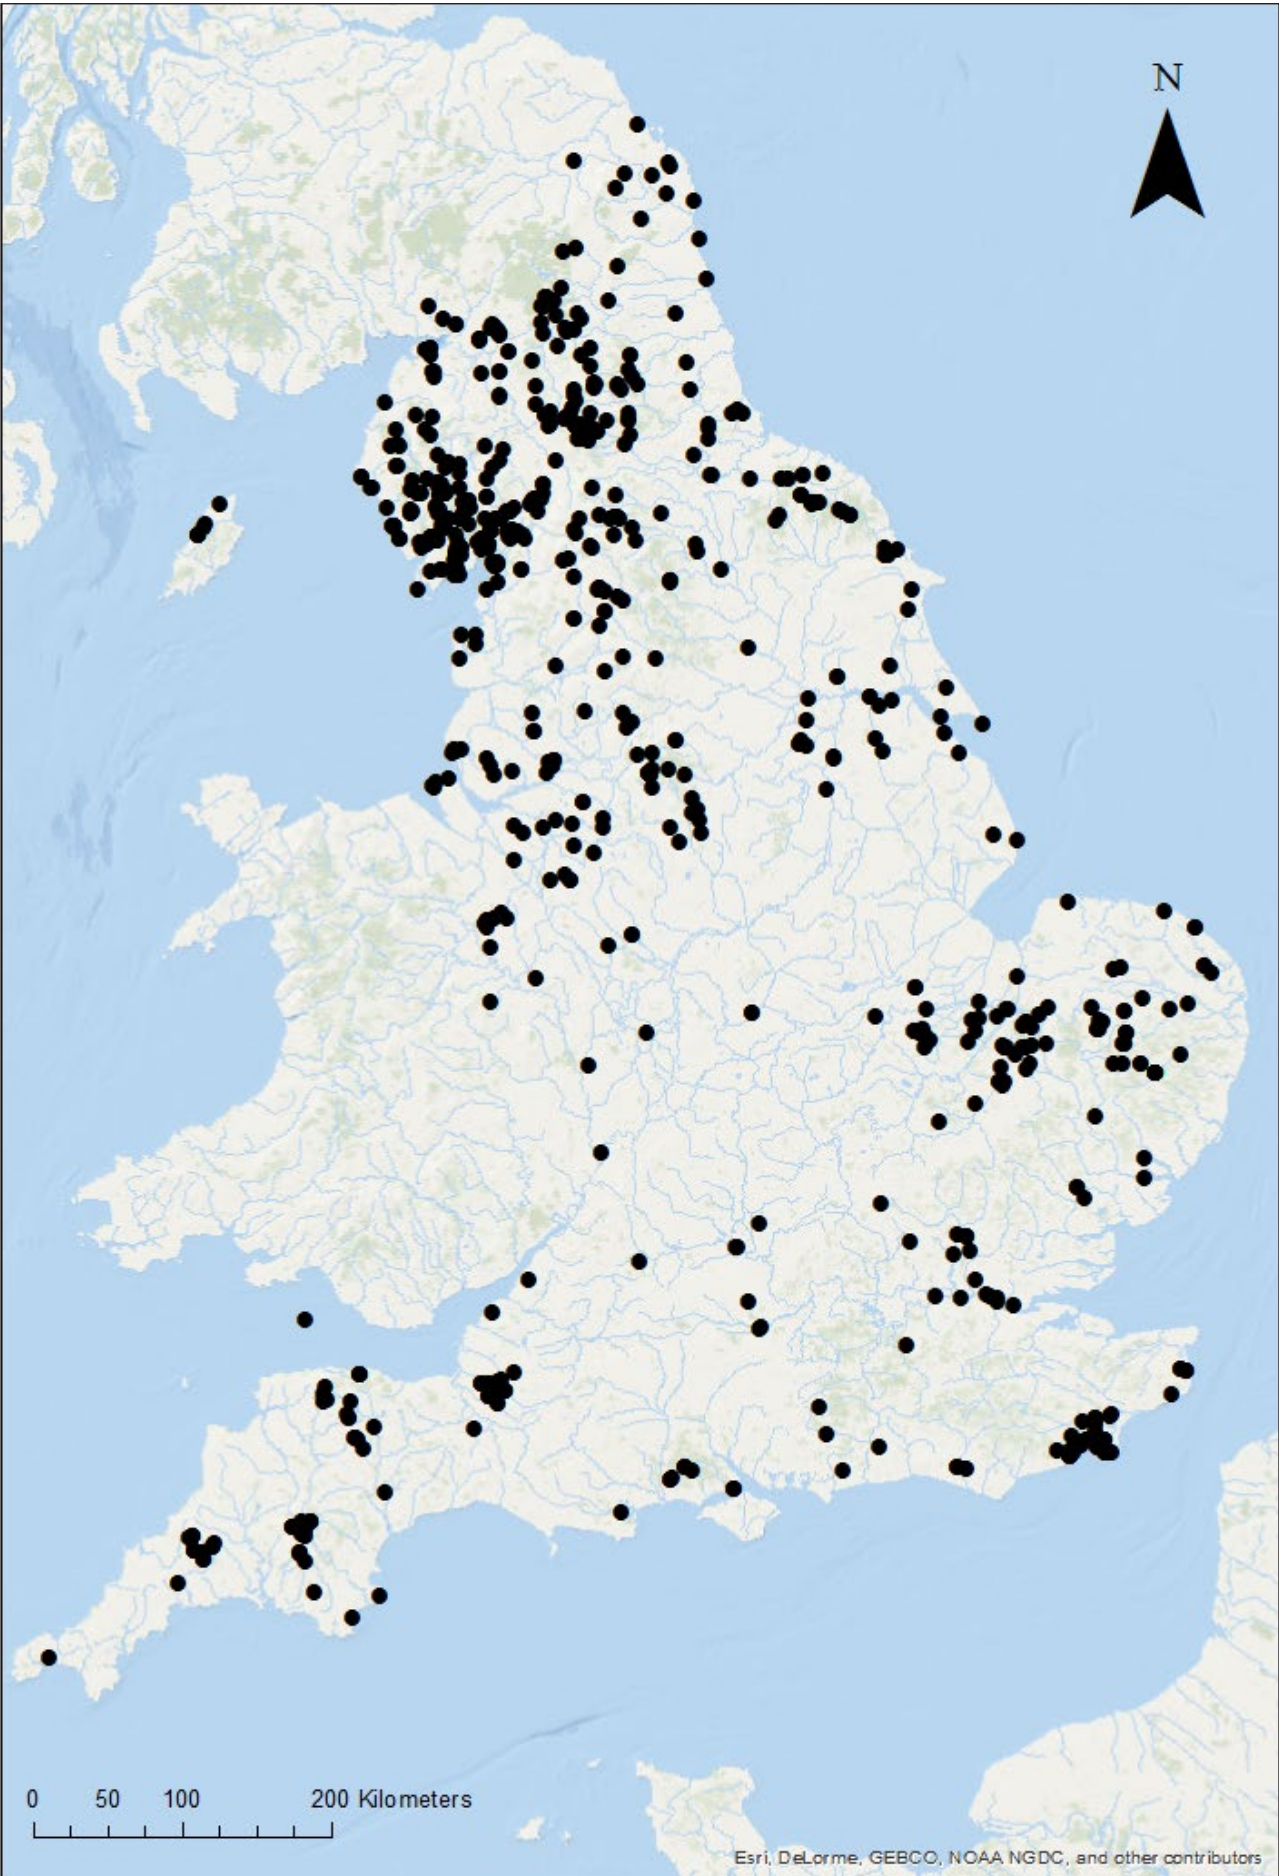 N
0 50 100 200 Kilometers
Esri, DeLorme, GEBCO, NOAA NGDC, and other contributors